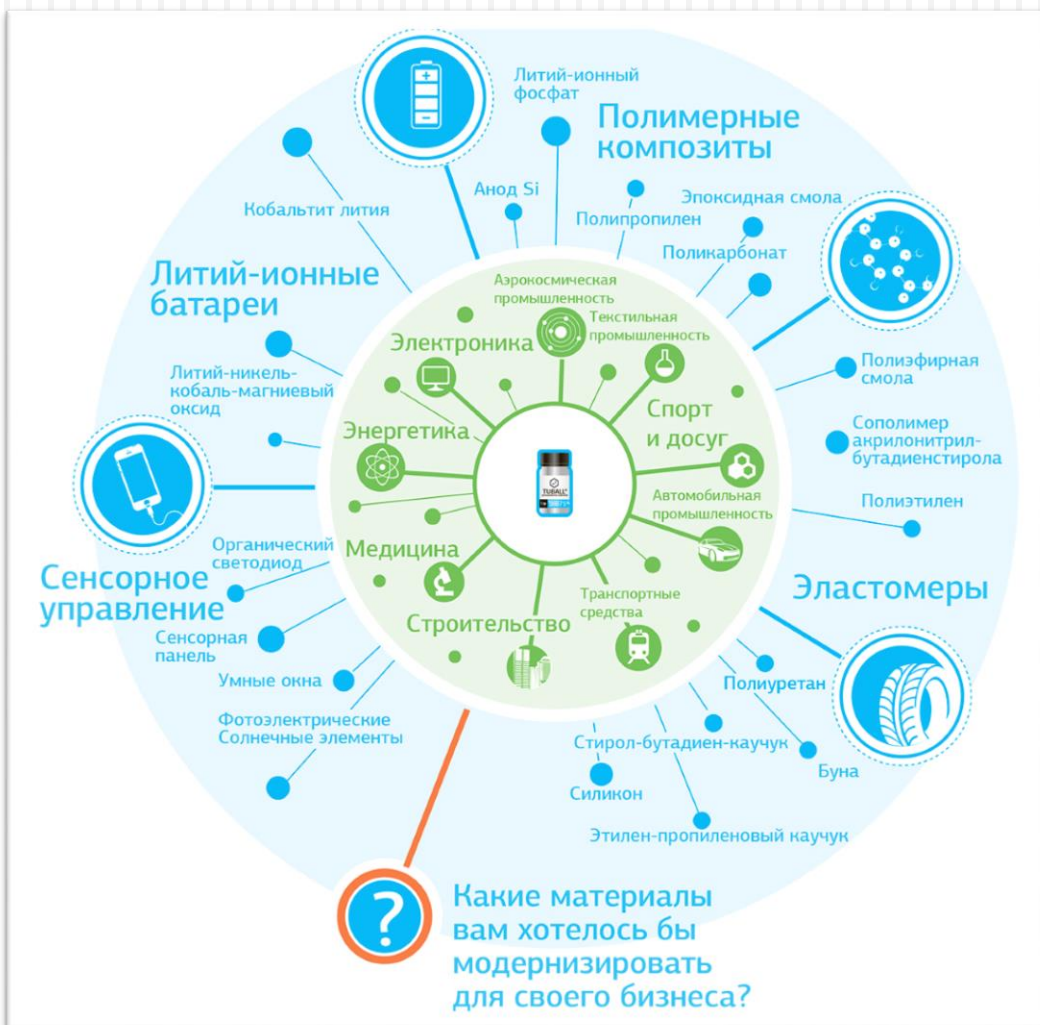 Литий-ионный
фосфат
Полимерные
композиты
Анод Si
Кобальтит лития
Полипропилен
Эпоксидная смола
Поликарбонат
Литий-ионные
батареи
Аэрокосмическая
промышленность
Текстильная
промышленность
Электроника
Литий-никель-
кобаль-магниевый
оксид
Полиэфирная
смола
Спорт
и досуг
Энергетика
Сополимер
акрилонитрил-
бутадиенстирола
TUBALL
Автомобильная
промышленность
Полиэтилен
Органический
светодиод
Медицина
Сенсорное
управление
Эластомеры
Транспортные
средства
Строительство
Сенсорная
панель
Умные окна
Полиуретан
Фотоэлектрические
Солнечные элементы
Стирол-бутадиен-каучук
Буна
Силикон
Этилен-пропиленовый каучук
?
Какие материалы
вам хотелось бы
модернизировать
для своего бизнеса?